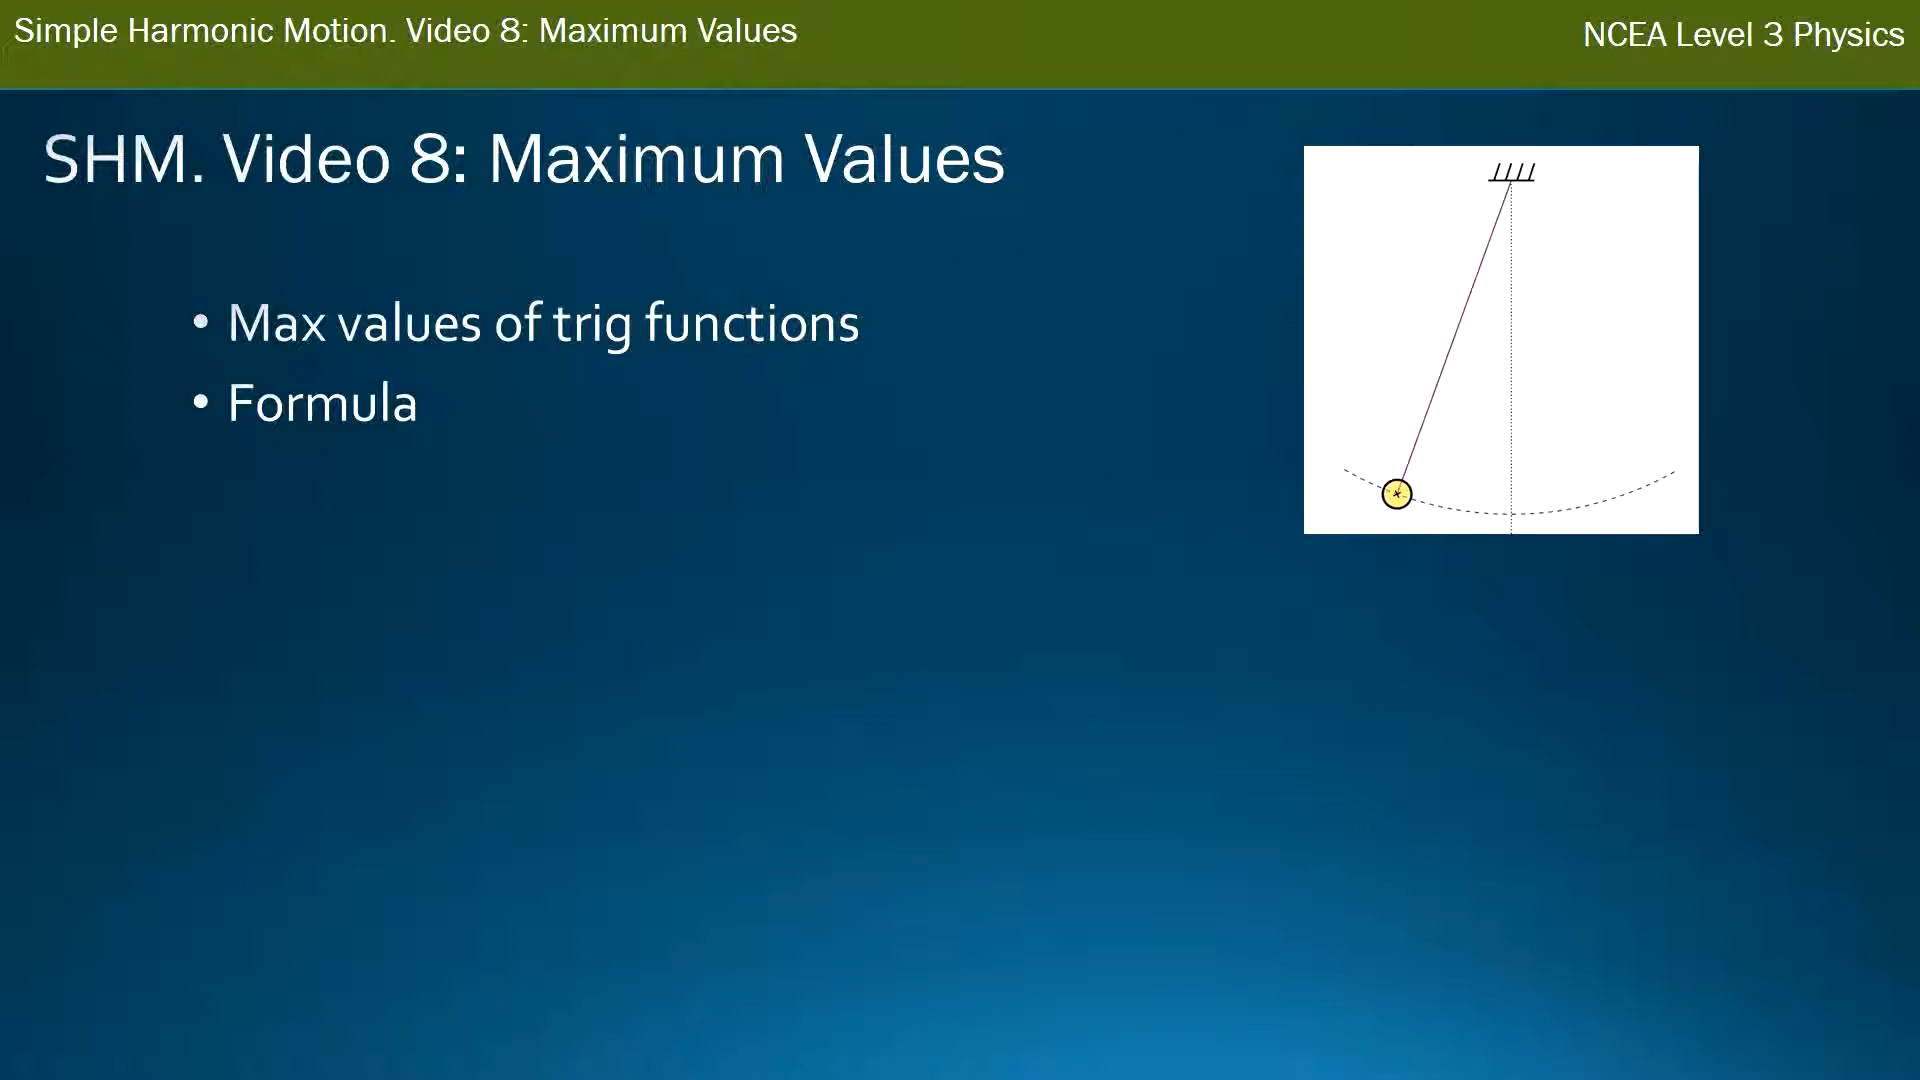 Simple Harmonic Motion. Video 8: Maximum Values
NCEA Level 3 Physics
SHM. Video 8: Maximum Values
• Max values of trig functions
• Formula